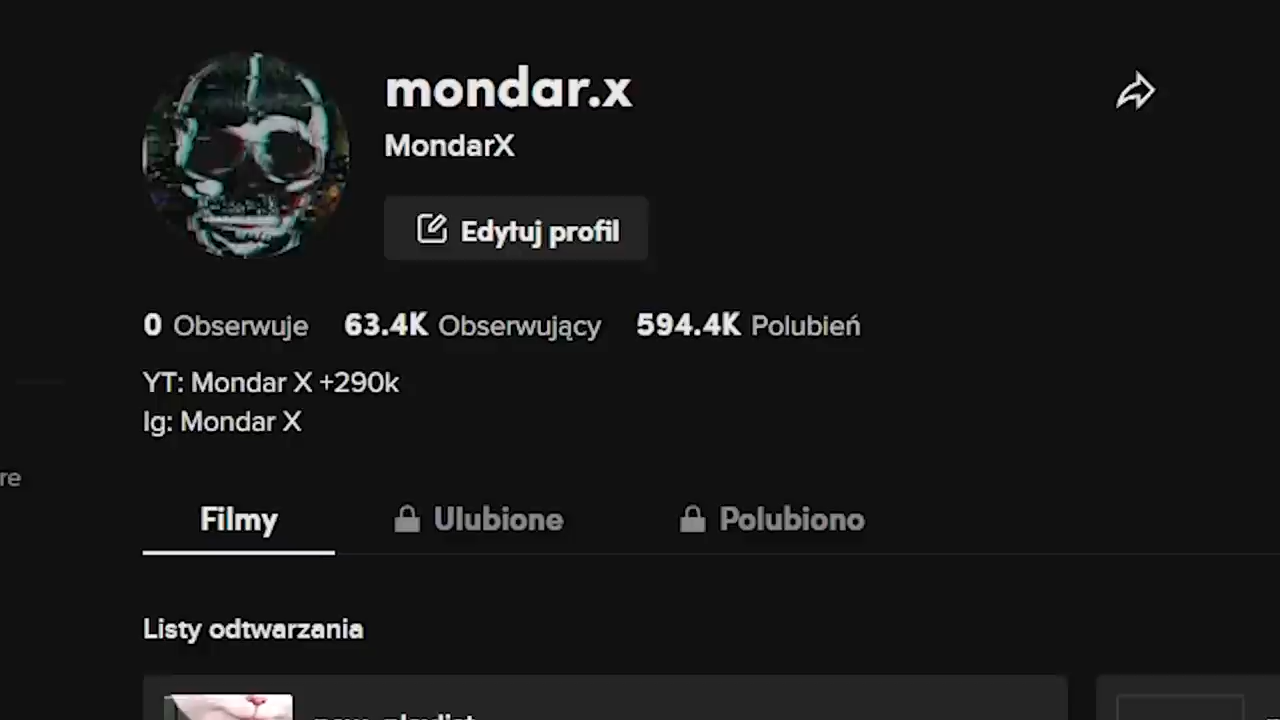 mondar.x
MondarX
Edytuj profil
0 Obserwuje 63.4K Obserwujący 594.4K Polubień
YT: Mondar X +290k
Ig: Mondar X
re
Filmy Ulubione Polubiono
Listy odtwarzania